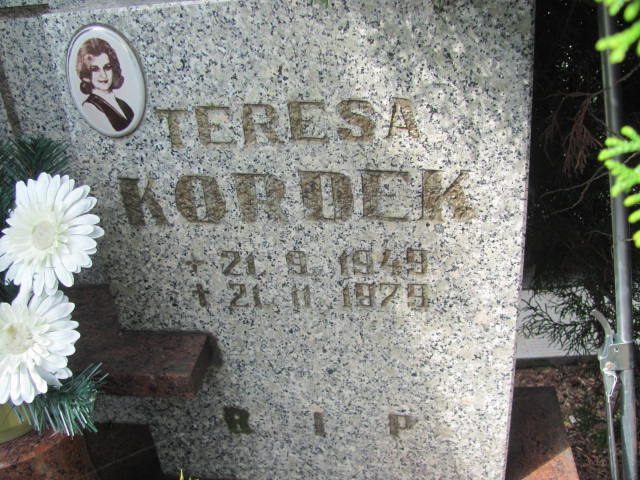 TERESA
KORDEK
* 21 9 1949
† 21 11 1979
R I P